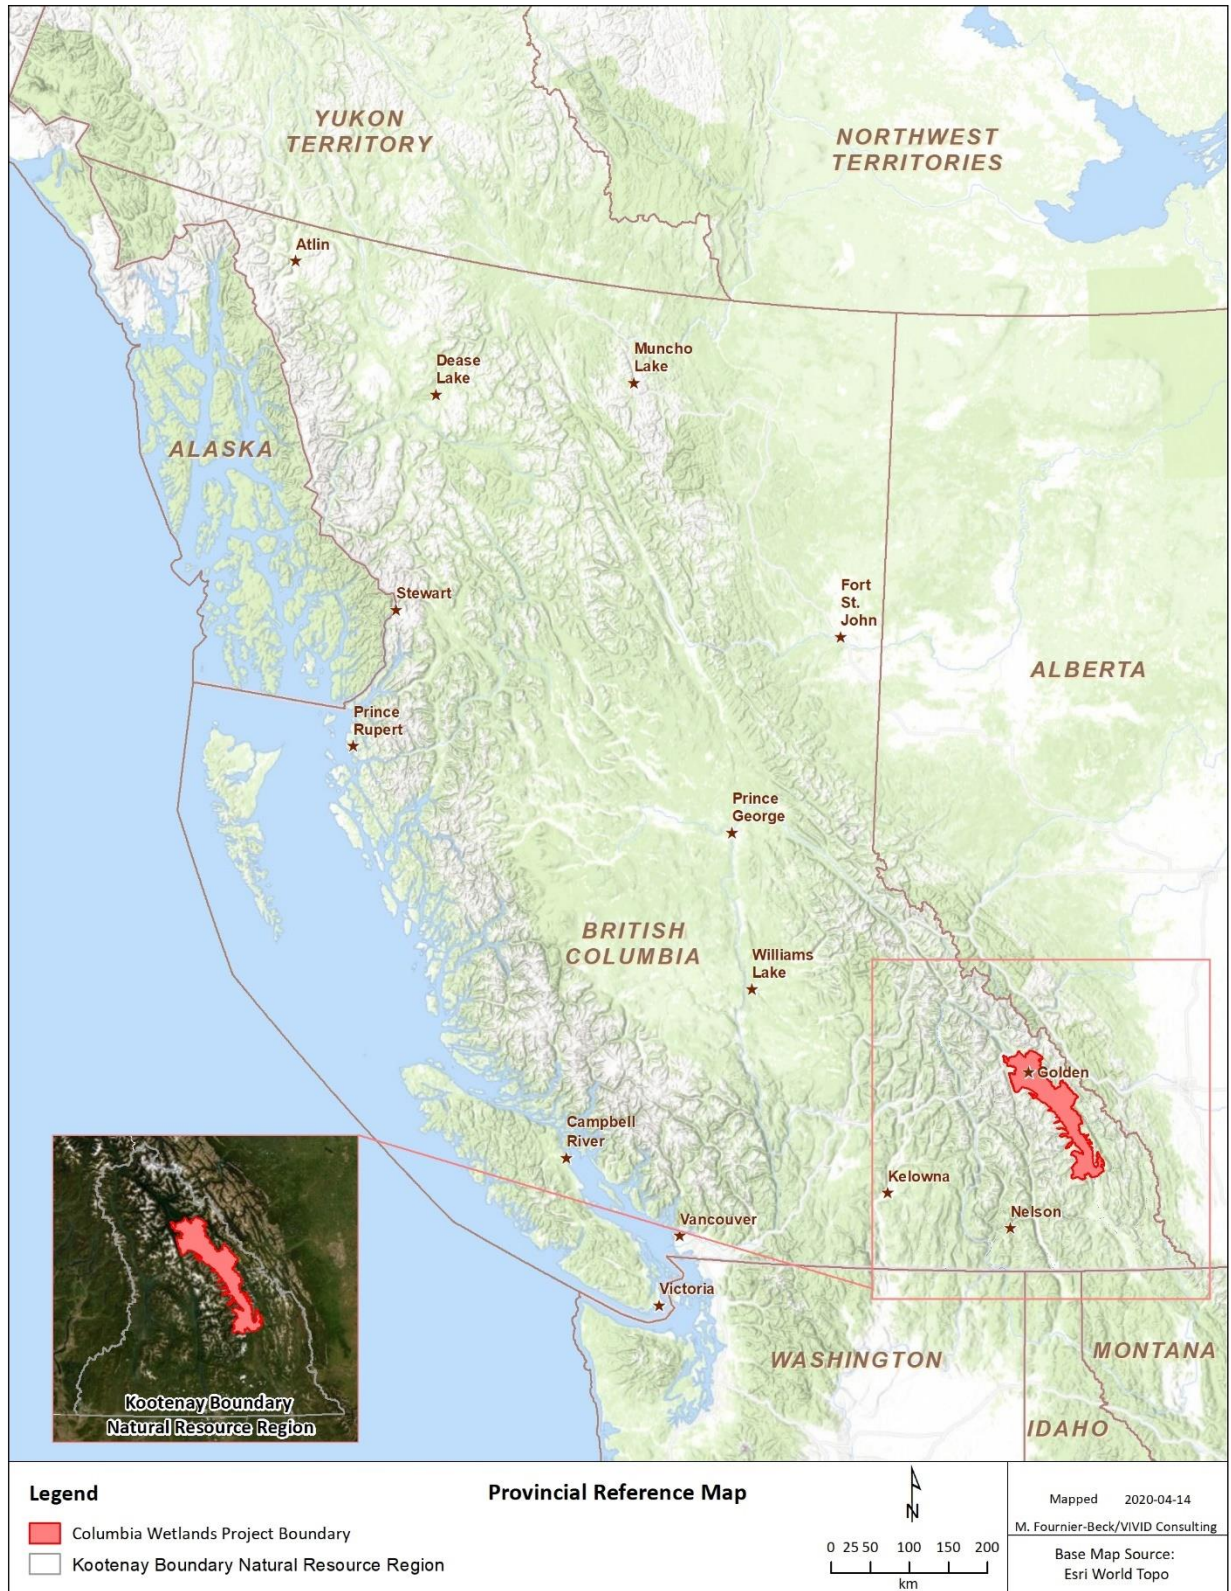 YUKON
TERRITORY
NORTHWEST
TERRITORIES
Atlin
Dease
Lake
Muncho
Lake
ALASKA
Stewart
Fort
St.
John
ALBERTA
Prince
Rupert
Prince
George
BRITISH
COLUMBIA
Williams
Lake
Golden
Campbell
River
Kelowna
Nelson
Vancouver
Victoria
WASHINGTON
MONTANA
IDAHO
Kootenay Boundary
Natural Resource Region
Legend
Columbia Wetlands Project Boundary
Kootenay Boundary Natural Resource Region
Provincial Reference Map
N
0 25 50 100 150 200
km
Mapped 2020-04-14
M. Fournier-Beck/VIVID Consulting
Base Map Source:
Esri World Topo